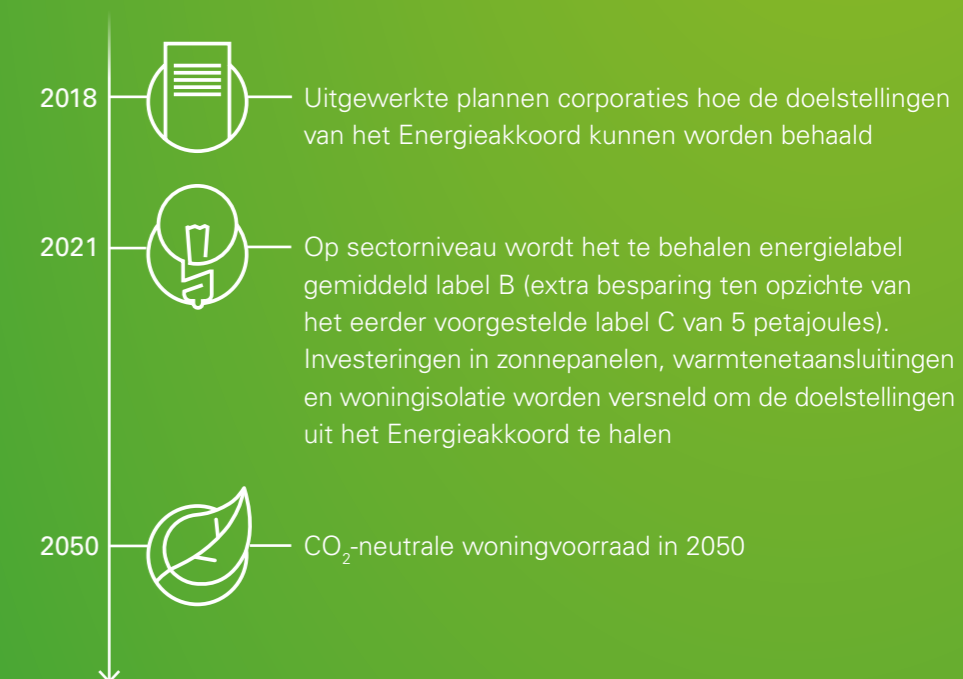 2018
Uitgewerkte plannen corporaties hoe de doelstellingen
van het Energieakkoord kunnen worden behaald
2021
Op sectorniveau wordt het te behalen energielabel
gemiddeld label B (extra besparing ten opzichte van
het eerder voorgestelde label C van 5 petajoules).
Investeringen in zonnepanelen, warmtenetaansluitingen
en woningisolatie worden versneld om de doelstellingen
uit het Energieakkoord te halen
2050
CO₂-neutrale woningvoorraad in 2050